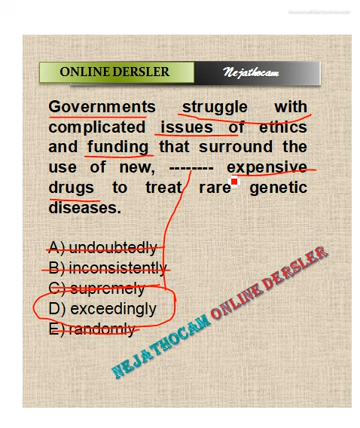 ONLINE DERSLER Nejathocam
Governments struggle with
complicated issues of ethics
and funding that surround the
use of new, -------- expensive
drugs to treat rare genetic
diseases.
A) undoubtedly
B) inconsistently
C) supremely
D) exceedingly
E) randomly
NEJATHOCAM ONLINE DERSLER